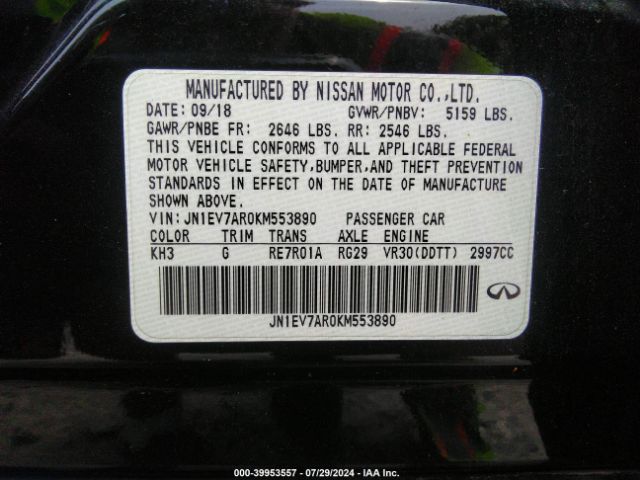 MANUFACTURED BY NISSAN MOTOR CO.,LTD.
DATE: 09/18 GVWR/PNBV: 5159 LBS.
GAWR/PNBE FR: 2646 LBS. RR: 2546 LBS.
THIS VEHICLE CONFORMS TO ALL APPLICABLE FEDERAL
MOTOR VEHICLE SAFETY,BUMPER,AND THEFT PREVENTION
STANDARDS IN EFFECT ON THE DATE OF MANUFACTURE
SHOWN ABOVE.
VIN: JN1EV7AR0KM553890 PASSENGER CAR
COLOR TRIM TRANS AXLE ENGINE
KH3 G RE7R01A RG29 VR30(DDTT) 2997CC
JN1EV7AR0KM553890
000-39953557 - 07/29/2024 - IAA Inc.